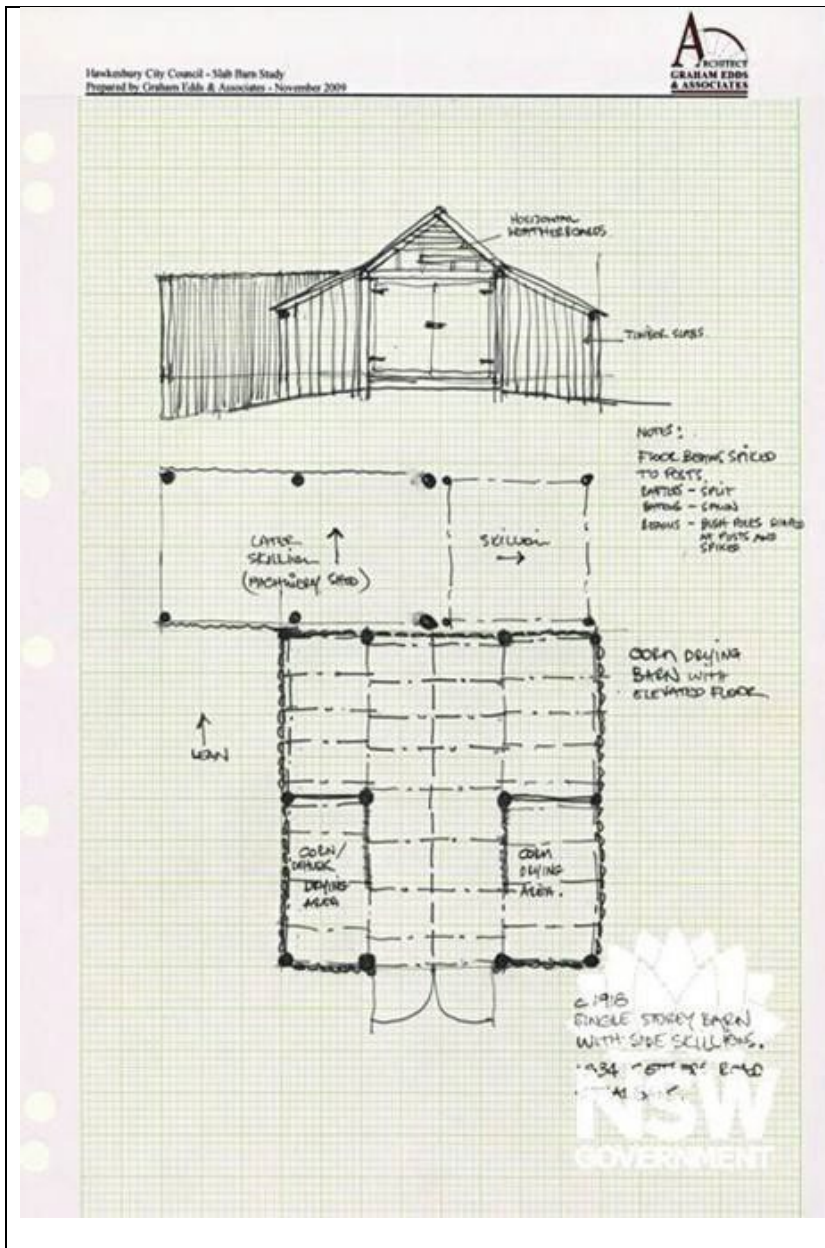 Hawkesbury City Council - Slab Barn Study
Prepared by Graham Edds & Associates - November 2009
ARCHITECT
GRAHAM EDDS
& ASSOCIATES
HORIZONTAL
WEATHERBOARDS
TIMBER SLABS
NOTES:
FLOOR BEAMS SPIKED
TO POSTS
RAFTERS - SPLIT
BATTENS - SAWN
BEAMS - BUSH POLES
AT POSTS AND
SPIKED
LATER
SKILLION
(MACHINERY SHED)
SKILLION
CORN DRYING
BARN WITH
ELEVATED FLOOR.
LEAN
CORN/
DRYING
AREA
CORN
DRYING
AREA.
c 1918
SINGLE STOREY BARN
WITH SIDE SKILLIONS.
ROAD
NSW
GOVERNMENT